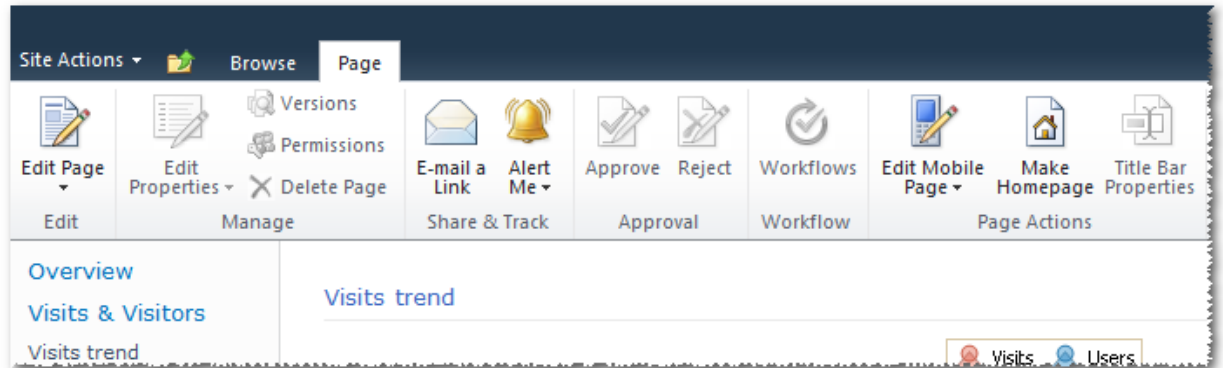 Site Actions Browse Page
Versions
Permissions
Edit Page Edit Properties Delete Page E-mail a Link Alert Me Approve Reject Workflows Edit Mobile Page Make Homepage Title Bar Properties
Edit Manage Share & Track Approval Workflow Page Actions
Overview
Visits & Visitors
Visits trend
Visits trend
Visits Users